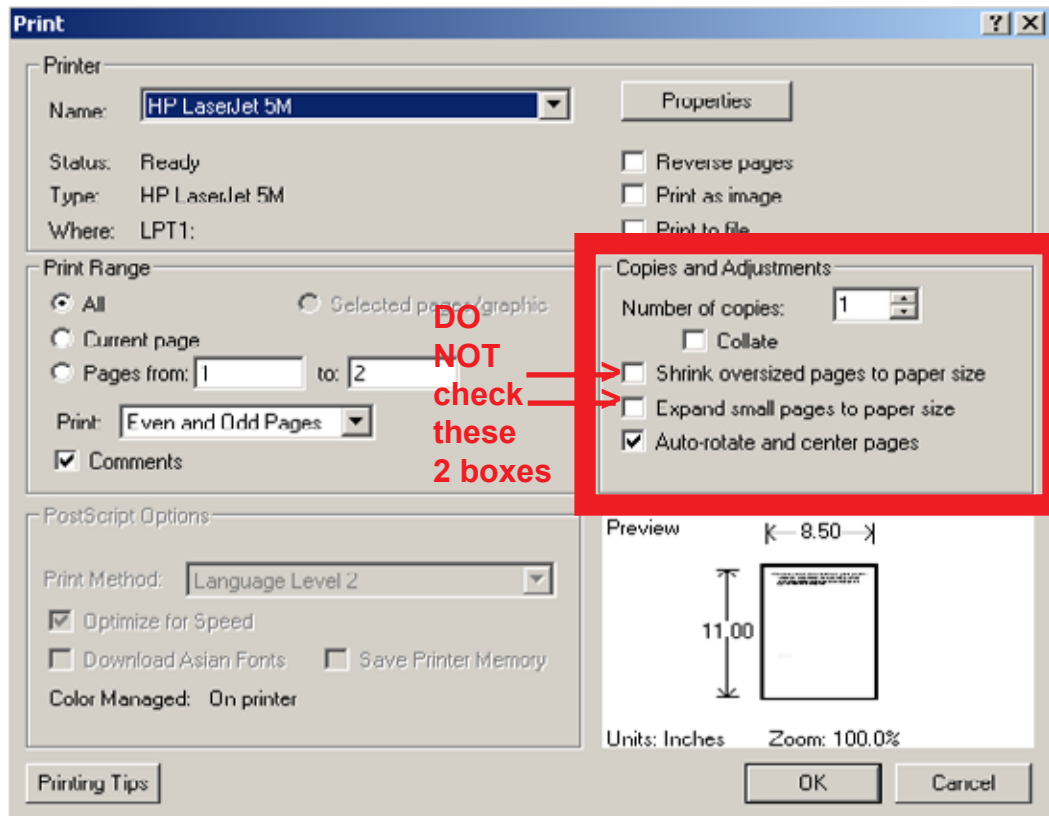 Print
Printer
Name: HP LaserJet 5M
Properties
Status: Ready
Type: HP LaserJet 5M
Where: LPT1:
Reverse pages
Print as image
Print to file
Print Range
All
Selected pages/graphic
Current page
Pages from: 1 to: 2
Print: Even and Odd Pages
Comments
DO
NOT
check
these
2 boxes
Copies and Adjustments
Number of copies: 1
Collate
Shrink oversized pages to paper size
Expand small pages to paper size
Auto-rotate and center pages
PostScript Options
Print Method: Language Level 2
Optimize for Speed
Download Asian Fonts Save Printer Memory
Color Managed: On printer
Preview
8.50
11.00
Units: Inches Zoom: 100.0%
Printing Tips
OK
Cancel